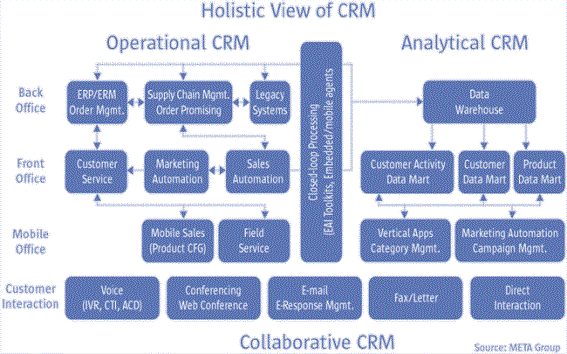 Holistic View of CRM
Operational CRM
Analytical CRM
Back
Office
ERP/ERM
Order Mgmt.
Supply Chain Mgmt.
Order Promising
Legacy
Systems
Closed-loop Processing
(EAI Toolkits, Embedded/mobile agents
Data
Warehouse
Front
Office
Customer
Service
Marketing
Automation
Sales
Automation
Customer Activity
Data Mart
Customer
Data Mart
Product
Data Mart
Mobile
Office
Mobile Sales
(Product CFG)
Field
Service
Vertical Apps
Category Mgmt.
Marketing Automation
Campaign Mgmt.
Customer
Interaction
Voice
(IVR, CTI, ACD)
Conferencing
Web Conference
E-mail
E-Response Mgmt.
Fax/Letter
Direct
Interaction
Collaborative CRM
Source: META Group